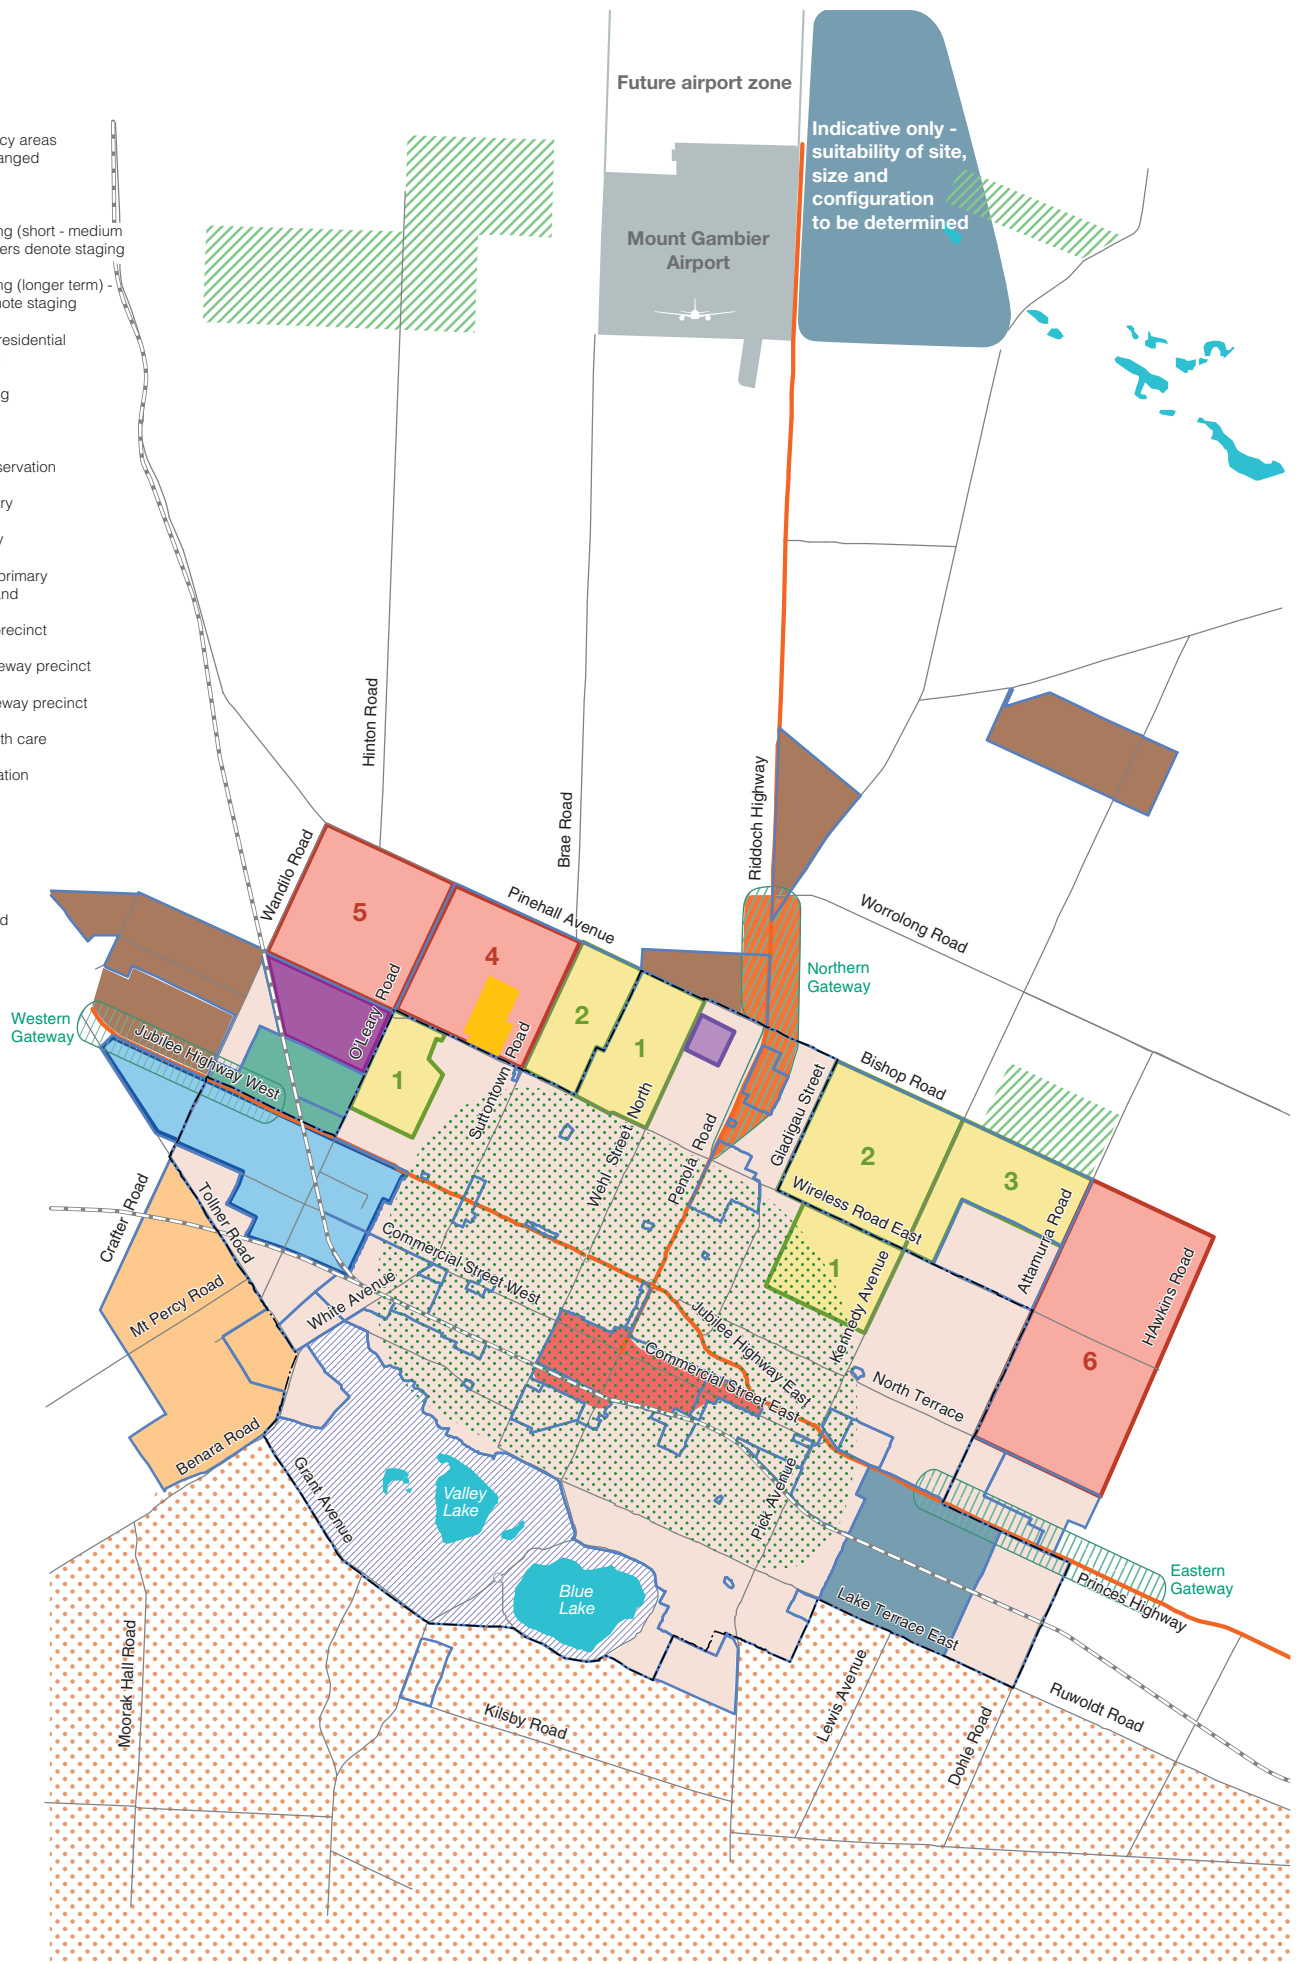 Future airport zone
Indicative only -
suitability of site,
size and
configuration
to be determined
Mount Gambier
Airport
cy areas
anged
ng (short - medium
ers denote staging
ng (longer term) -
note staging
residential
g
servation
ry
y
primary
nd
precinct
eway precinct
eway precinct
th care
ation
d
Hinton Road
Brae Road
Riddoch Highway
Wandilo Road
Pinehall Avenue
Worrolong Road
5
4
2
1
Northern
Gateway
O'Leary Road
Western
Gateway
Jubilee Highway West
1
Suttontown Road
Wehl Street North
Penola Road
Gladigau Street
Bishop Road
2
3
Wireless Road East
Attamurra Road
HAwkins Road
Crafter Road
Tollner Road
Commercial Street West
1
Kennedy Avenue
Mt Percy Road
White Avenue
Jubilee Highway East
Commercial Street East
North Terrace
6
Benara Road
Grant Avenue
Valley
Lake
Pick Avenue
Blue
Lake
Eastern
Gateway
Princes Highway
Lake Terrace East
Moorak Hall Road
Kilsby Road
Lewis Avenue
Dohle Road
Ruwoldt Road